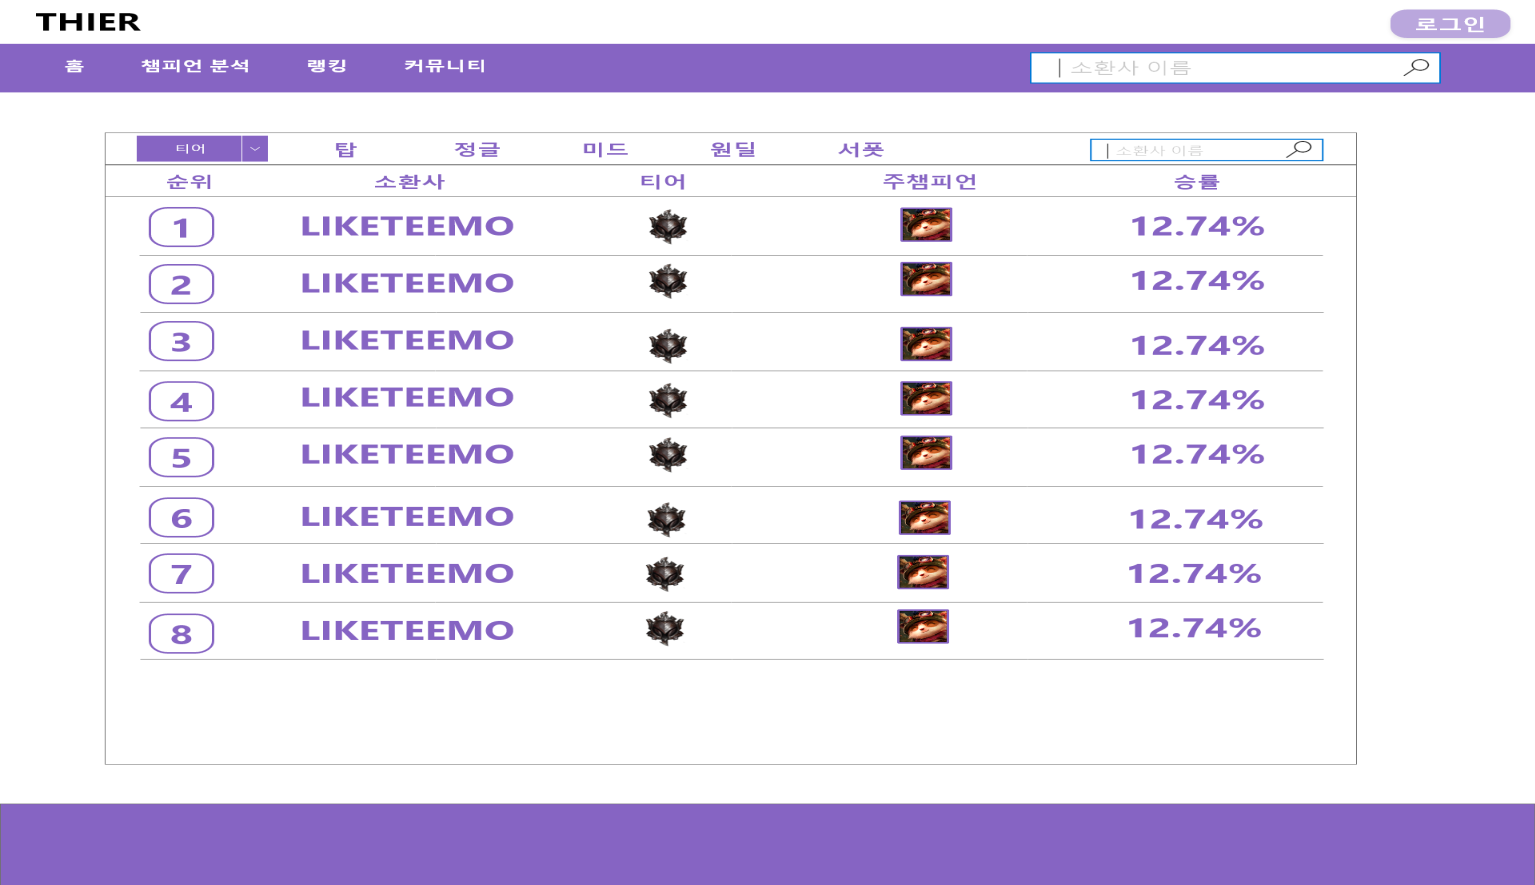 THIER
로그인
홈 챔피언 분석 랭킹 커뮤니티
소환사 이름
티어 탑 정글 미드 원딜 서폿
소환사 이름
순위 소환사 티어 주챔피언 승률
1 LIKETEEMO 12.74%
2 LIKETEEMO 12.74%
3 LIKETEEMO 12.74%
4 LIKETEEMO 12.74%
5 LIKETEEMO 12.74%
6 LIKETEEMO 12.74%
7 LIKETEEMO 12.74%
8 LIKETEEMO 12.74%